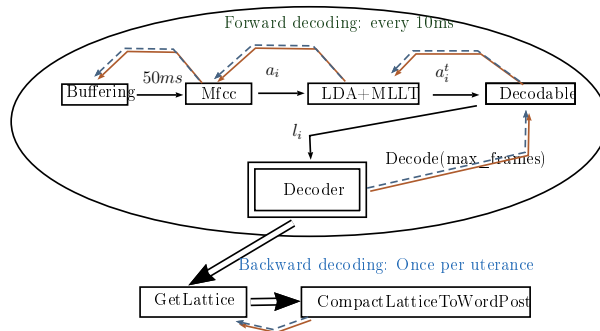 Forward decoding: every 10ms
Buffering
50ms
Mfcc
a_i
LDA+MLLT
a_i^t
Decodable
l_i
Decode(max_frames)
Decoder
Backward decoding: Once per uterance
GetLattice
CompactLatticeToWordPost